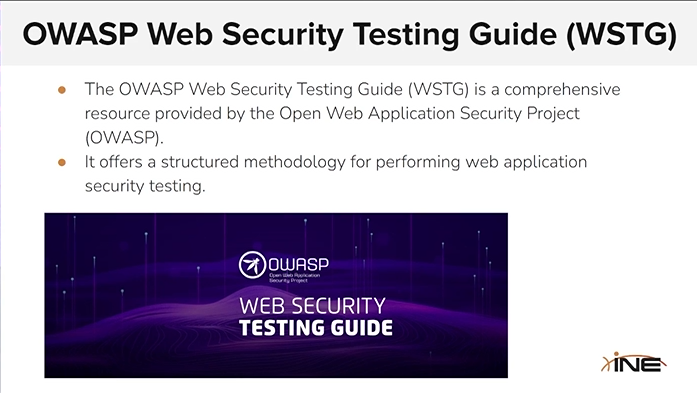 OWASP Web Security Testing Guide (WSTG)
● The OWASP Web Security Testing Guide (WSTG) is a comprehensive
resource provided by the Open Web Application Security Project
(OWASP).
● It offers a structured methodology for performing web application
security testing.
OWASP
Open Web Application
Security Project
WEB SECURITY
TESTING GUIDE
INE